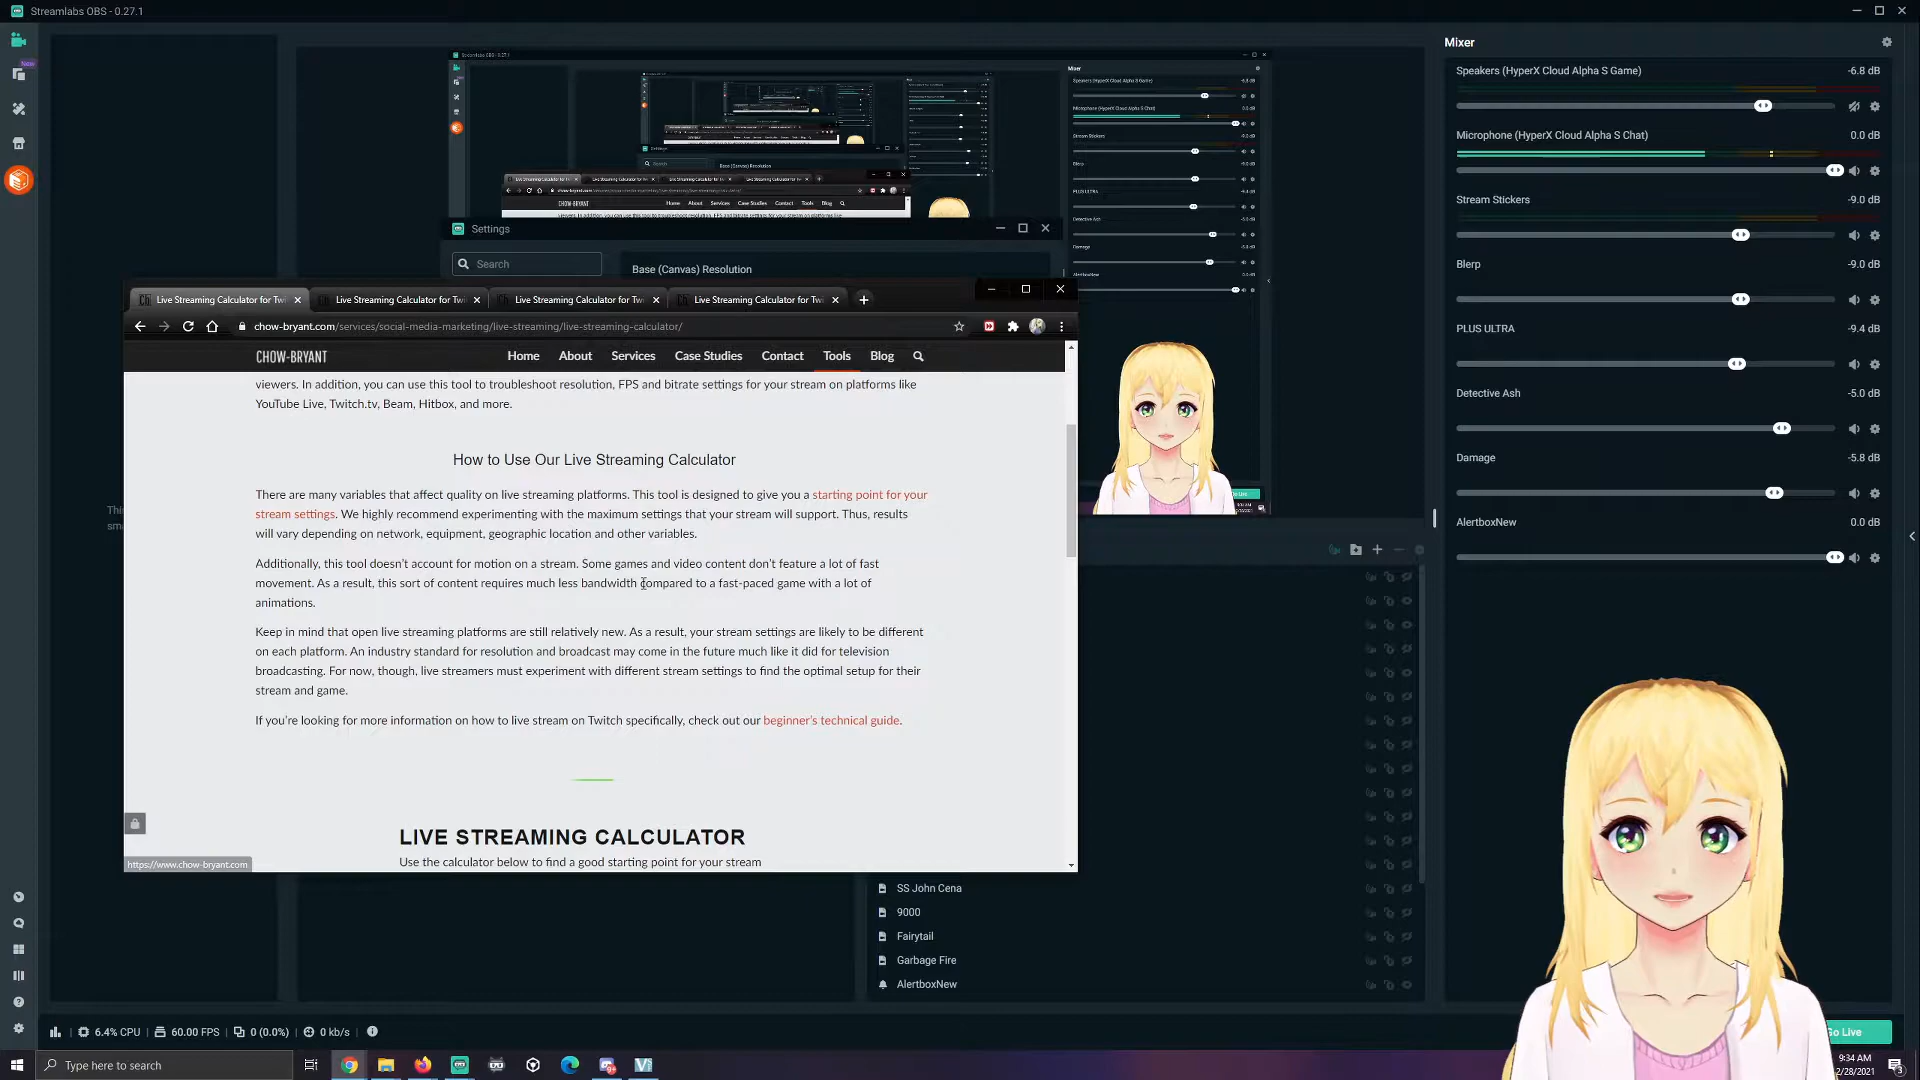 Streamlabs OBS - 0.27.1
New
Mixer
Speakers (HyperX Cloud Alpha S Game)
-6.8 dB
Microphone (HyperX Cloud Alpha S Chat)
0.0 dB
Stream Stickers
-9.0 dB
Blerp
-9.0 dB
PLUS ULTRA
-9.4 dB
Detective Ash
-5.0 dB
Damage
-5.8 dB
AlertboxNew
0.0 dB
Settings
Search
Base (Canvas) Resolution
Live Streaming Calculator for Twi
Live Streaming Calculator for Twi
Live Streaming Calculator for Twi
Live Streaming Calculator for Twi
chow-bryant.com/services/social-media-marketing/live-streaming/live-streaming-calculator/
CHOW-BRYANT
Home About Services Case Studies Contact Tools Blog
viewers. In addition, you can use this tool to troubleshoot resolution, FPS and bitrate settings for your stream on platforms like
YouTube Live, Twitch.tv, Beam, Hitbox, and more.
How to Use Our Live Streaming Calculator
There are many variables that affect quality on live streaming platforms. This tool is designed to give you a starting point for your
stream settings. We highly recommend experimenting with the maximum settings that your stream will support. Thus, results
will vary depending on network, equipment, geographic location and other variables.
Additionally, this tool doesn't account for motion on a stream. Some games and video content don't feature a lot of fast
movement. As a result, this sort of content requires much less bandwidth compared to a fast-paced game with a lot of
animations.
Keep in mind that open live streaming platforms are still relatively new. As a result, your stream settings are likely to be different
on each platform. An industry standard for resolution and broadcast may come in the future much like it did for television
broadcasting. For now, though, live streamers must experiment with different stream settings to find the optimal setup for their
stream and game.
If you're looking for more information on how to live stream on Twitch specifically, check out our beginner's technical guide.
LIVE STREAMING CALCULATOR
Use the calculator below to find a good starting point for your stream
https://www.chow-bryant.com
SS John Cena
9000
Fairytail
Garbage Fire
AlertboxNew
6.4% CPU
60.00 FPS
0 (0.0%)
0 kb/s
Go Live
Type here to search
9:34 AM
2/28/2021